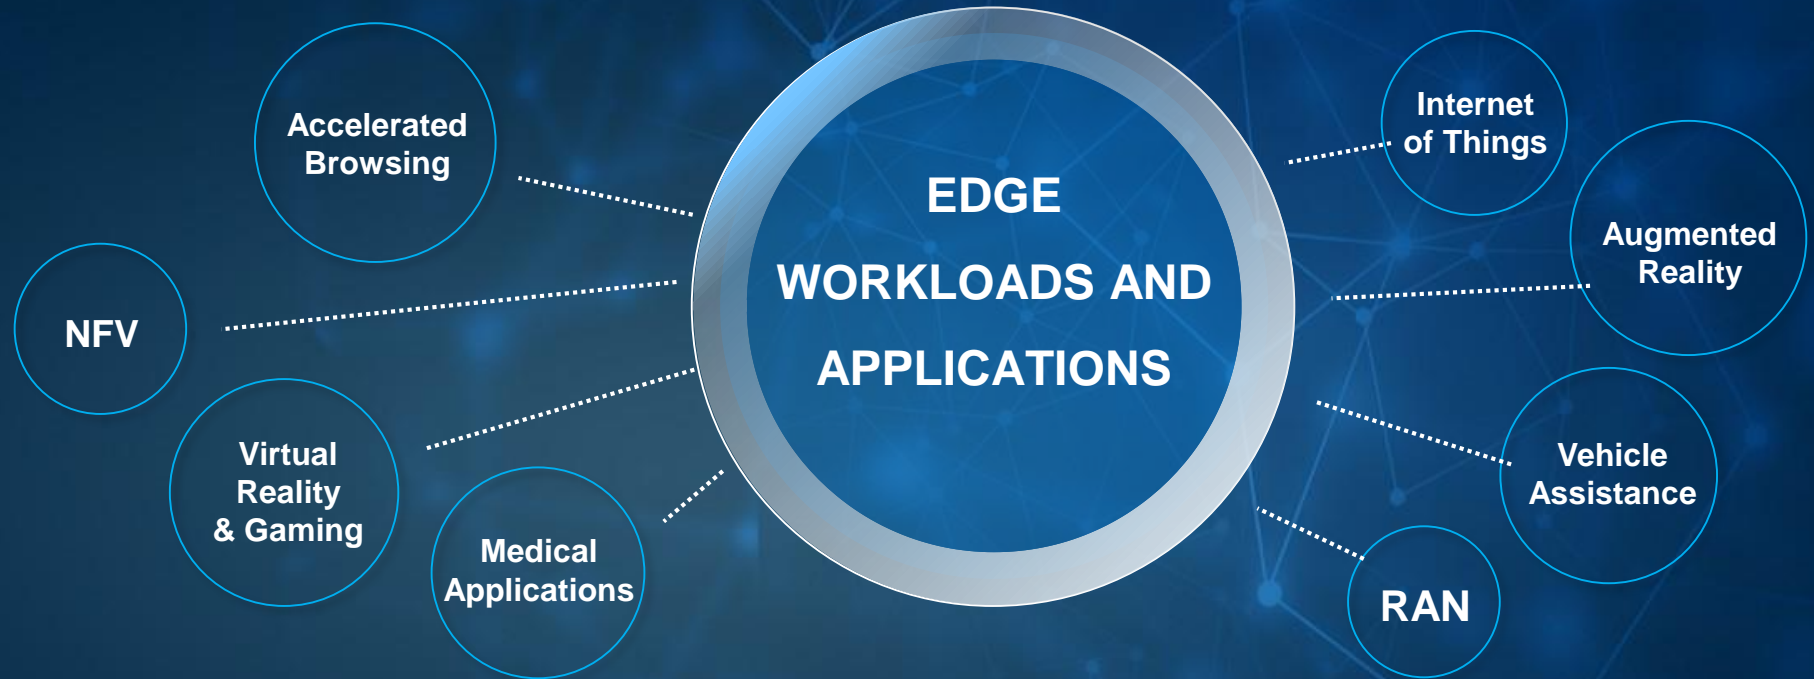 Accelerated
Browsing
NFV
Virtual
Reality
& Gaming
Medical
Applications
EDGE
WORKLOADS AND
APPLICATIONS
Internet
of Things
Augmented
Reality
Vehicle
Assistance
RAN